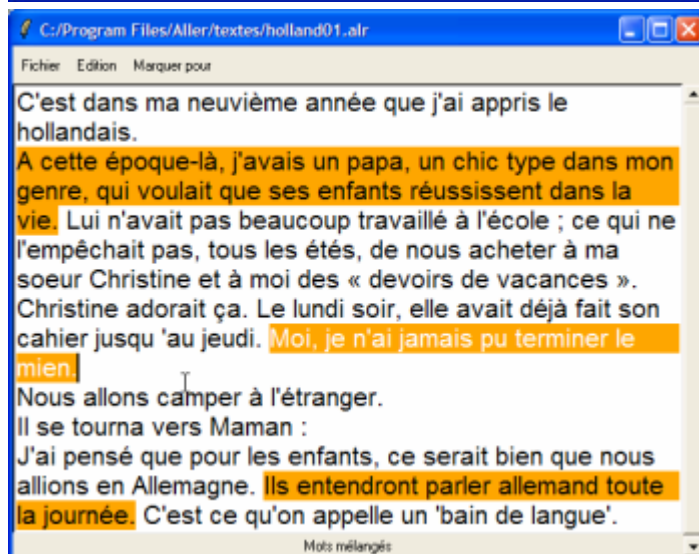 C:/Program Files/Aller/textes/holland01.alr
Fichier Edition Marquer pour
C'est dans ma neuvième année que j'ai appris le
hollandais.
A cette époque-là, j'avais un papa, un chic type dans mon
genre, qui voulait que ses enfants réussissent dans la
vie. Lui n'avait pas beaucoup travaillé à l'école ; ce qui ne
l'empêchait pas, tous les étés, de nous acheter à ma
soeur Christine et à moi des « devoirs de vacances ».
Christine adorait ça. Le lundi soir, elle avait déjà fait son
cahier jusqu 'au jeudi. Moi, je n'ai jamais pu terminer le
mien.
Nous allons camper à l'étranger.
Il se tourna vers Maman :
J'ai pensé que pour les enfants, ce serait bien que nous
allions en Allemagne. Ils entendront parler allemand toute
la journée. C'est ce qu'on appelle un 'bain de langue'.
Mots mélangés